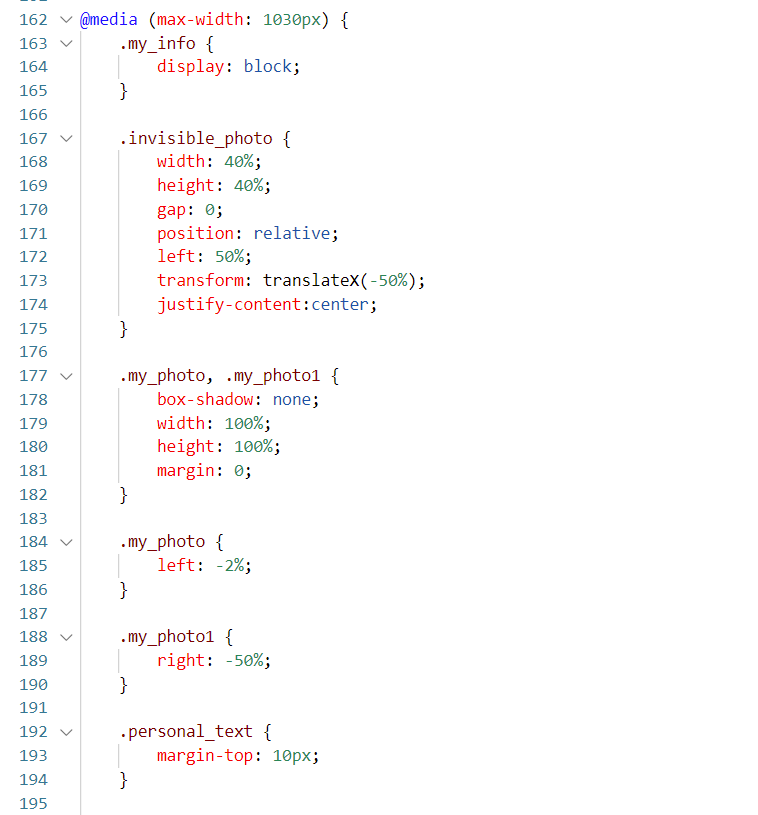 162 @media (max-width: 1030px) {
163 .my_info {
164 display: block;
165 }
166
167 .invisible_photo {
168 width: 40%;
169 height: 40%;
170 gap: 0;
171 position: relative;
172 left: 50%;
173 transform: translateX(-50%);
174 justify-content:center;
175 }
176
177 .my_photo, .my_photo1 {
178 box-shadow: none;
179 width: 100%;
180 height: 100%;
181 margin: 0;
182 }
183
184 .my_photo {
185 left: -2%;
186 }
187
188 .my_photo1 {
189 right: -50%;
190 }
191
192 .personal_text {
193 margin-top: 10px;
194 }
195